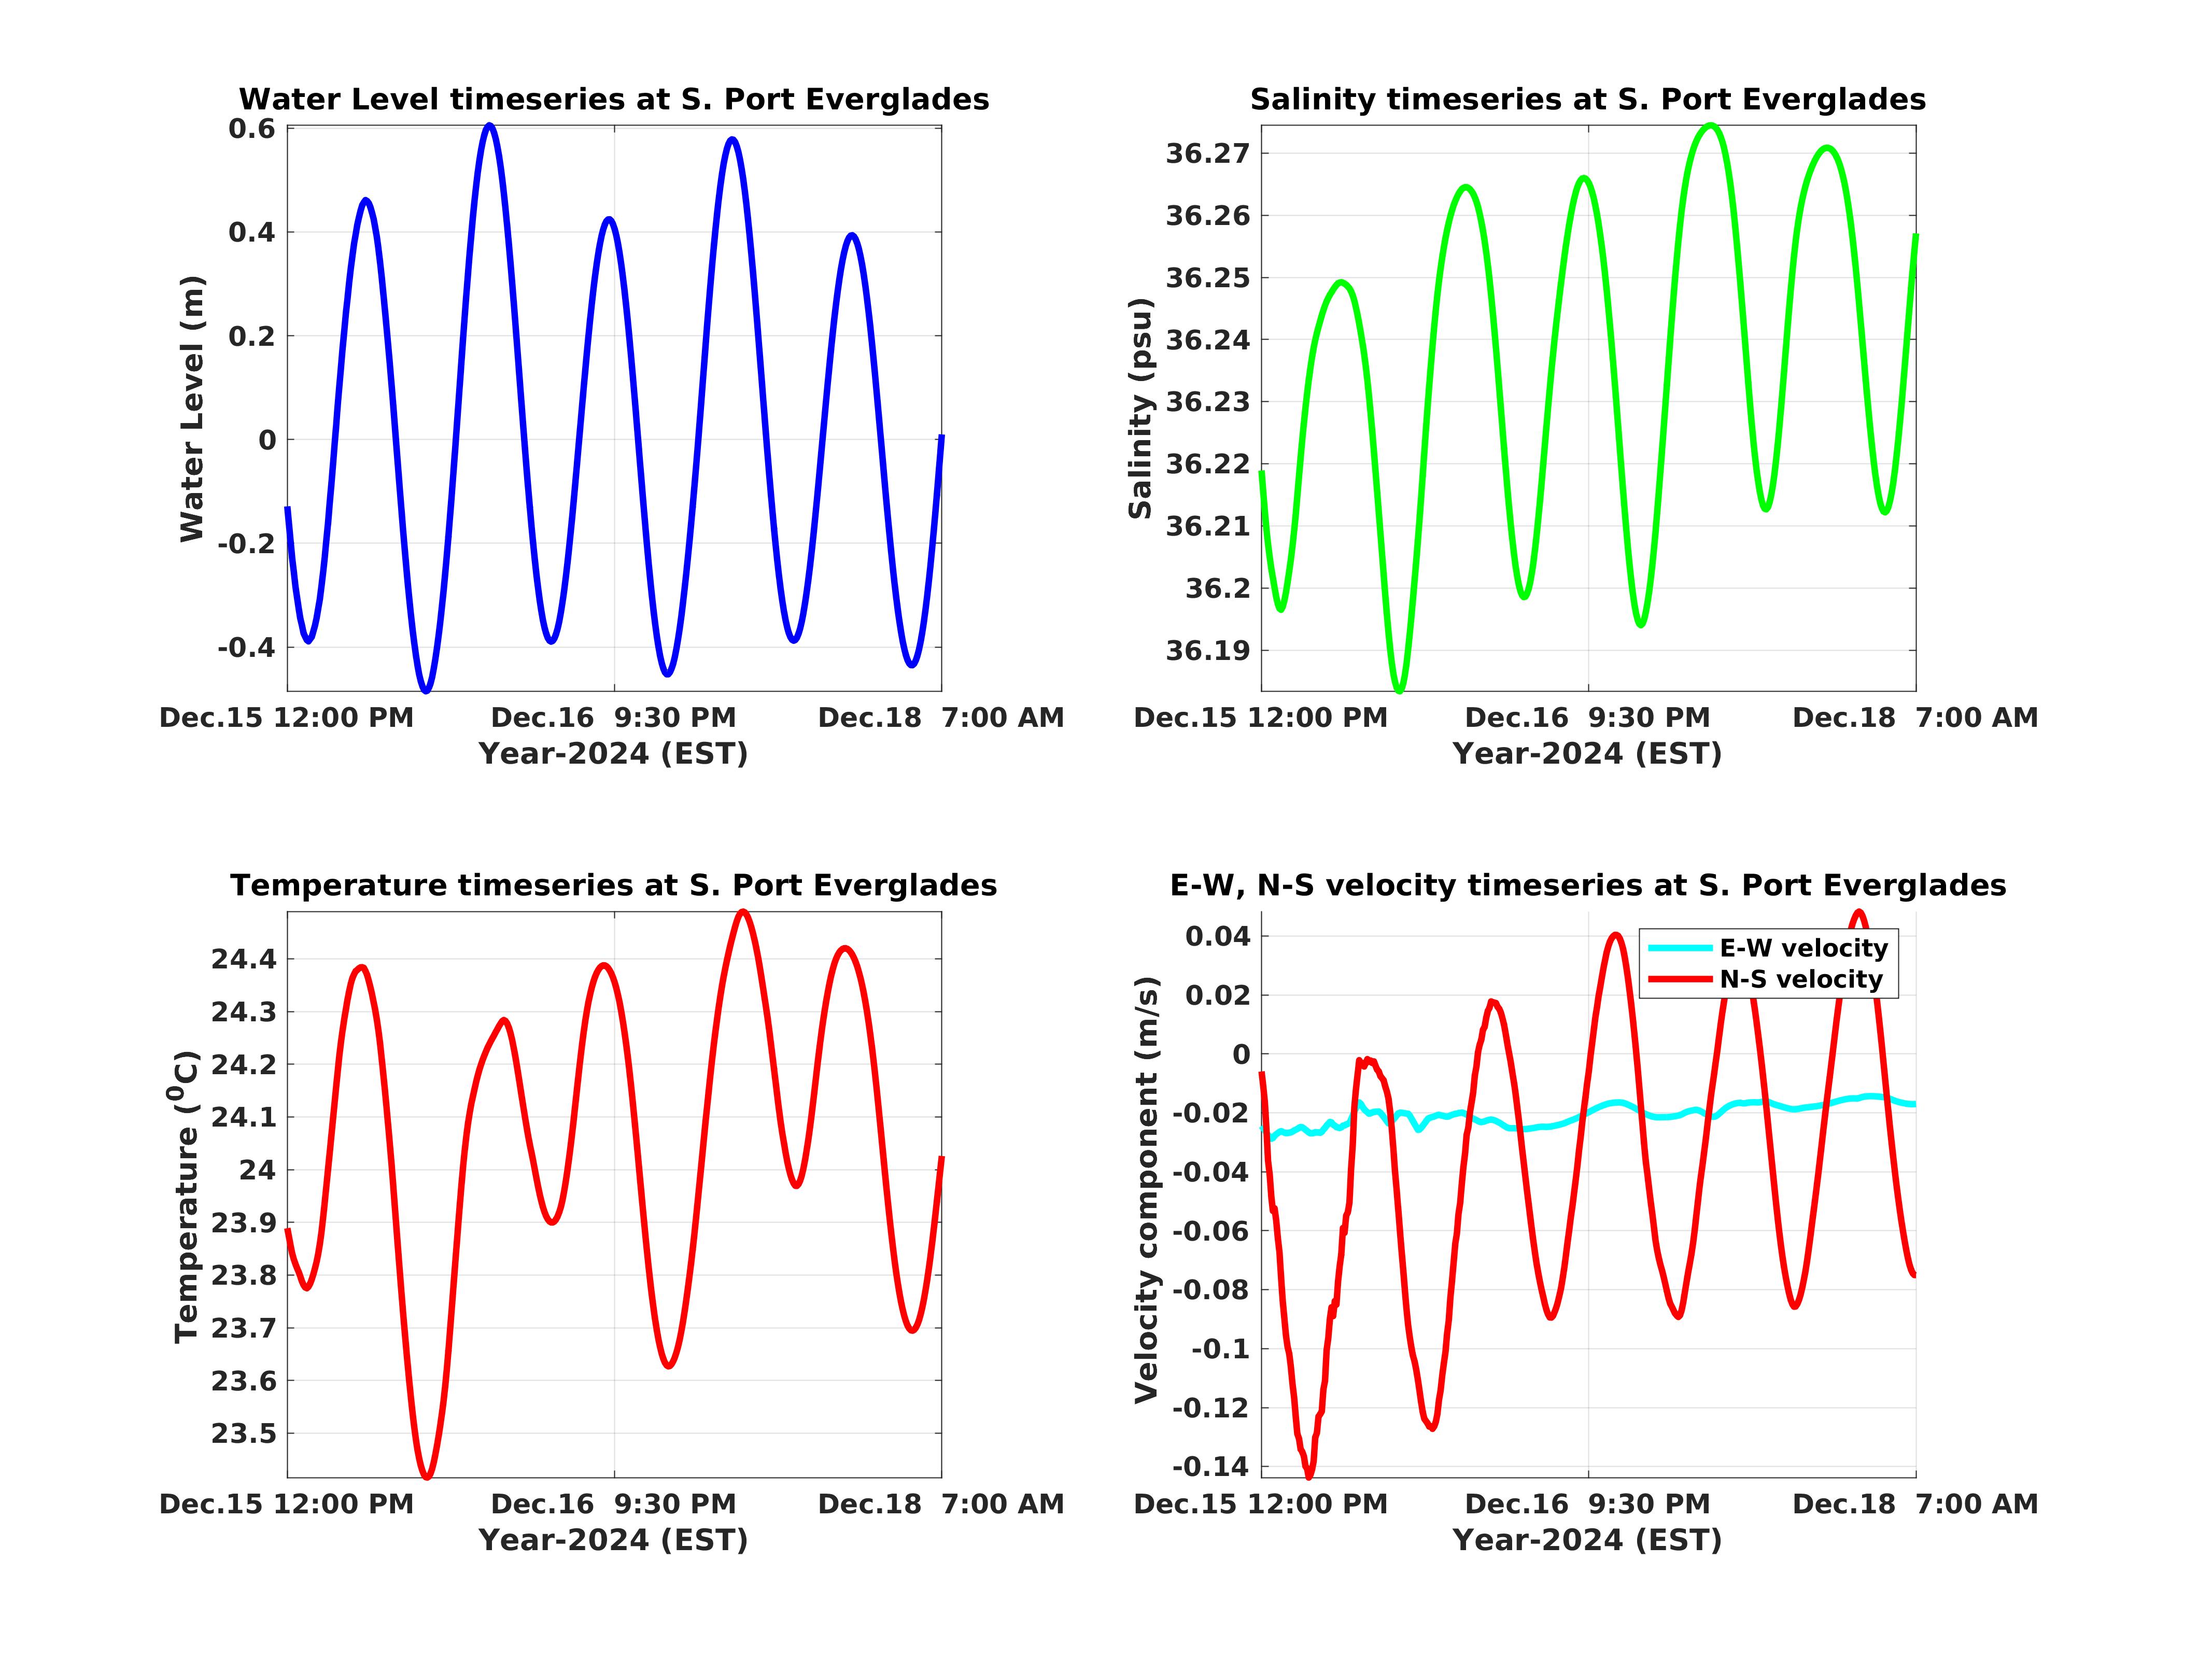 Water Level timeseries at S. Port Everglades
0.6
0.4
0.2
0
-0.2
-0.4
Water Level (m)
Dec.15 12:00 PM
Dec.16  9:30 PM
Dec.18  7:00 AM
Year-2024 (EST)
Salinity timeseries at S. Port Everglades
36.27
36.26
36.25
36.24
36.23
36.22
36.21
36.2
36.19
Salinity (psu)
Dec.15 12:00 PM
Dec.16  9:30 PM
Dec.18  7:00 AM
Year-2024 (EST)
Temperature timeseries at S. Port Everglades
24.4
24.3
24.2
24.1
24
23.9
23.8
23.7
23.6
23.5
Temperature (⁰C)
Dec.15 12:00 PM
Dec.16  9:30 PM
Dec.18  7:00 AM
Year-2024 (EST)
E-W, N-S velocity timeseries at S. Port Everglades
0.04
0.02
0
-0.02
-0.04
-0.06
-0.08
-0.1
-0.12
-0.14
Velocity component (m/s)
E-W velocity
N-S velocity
Dec.15 12:00 PM
Dec.16  9:30 PM
Dec.18  7:00 AM
Year-2024 (EST)